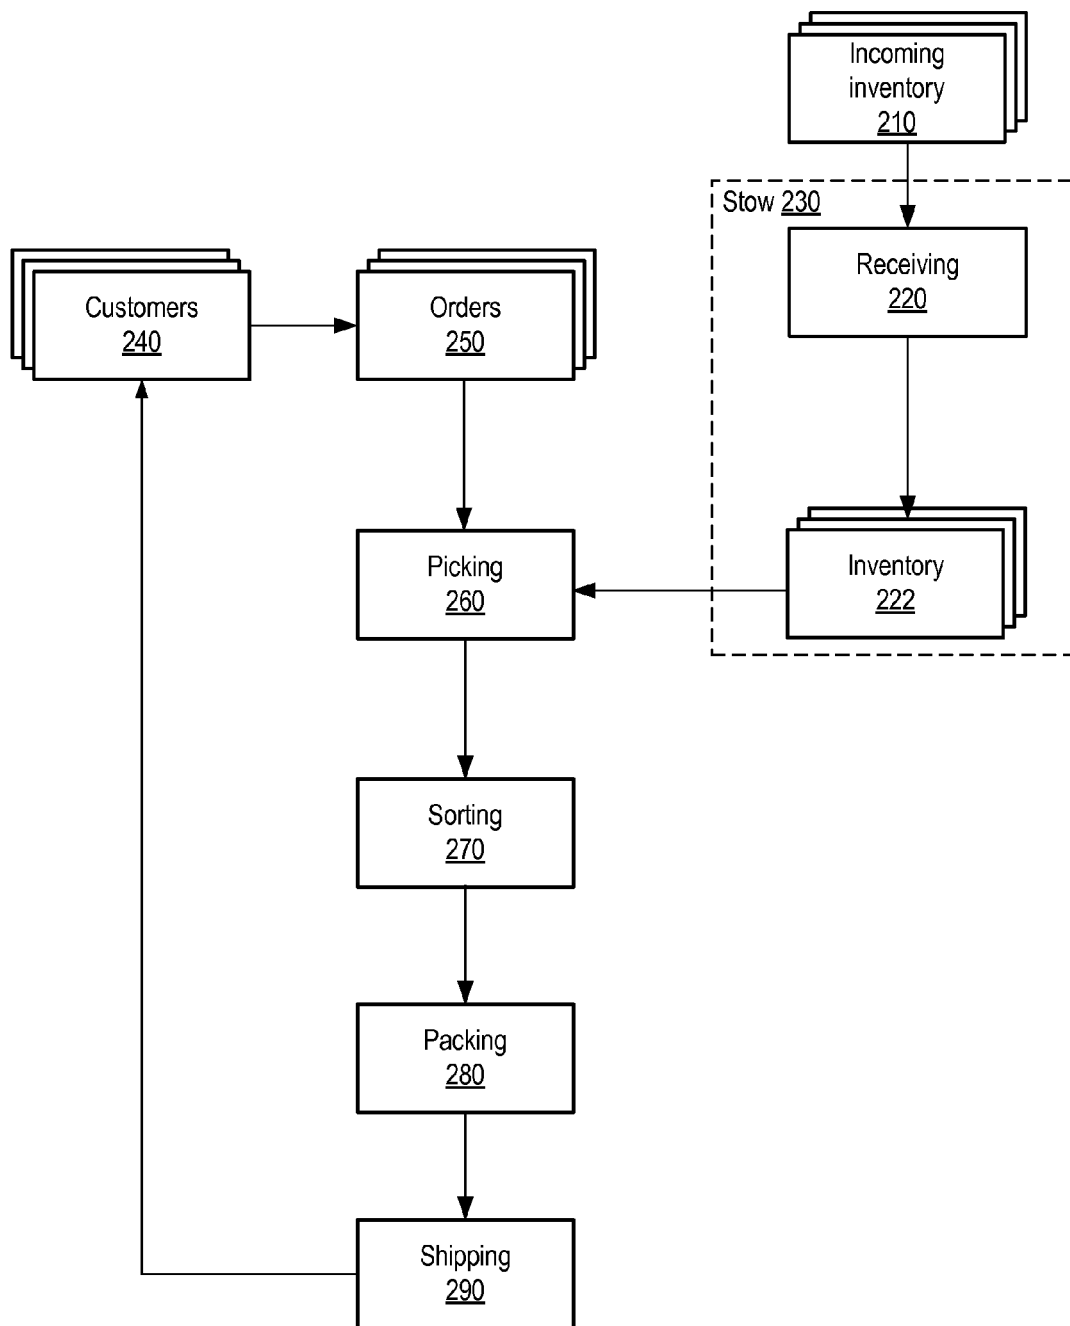 Incoming
inventory
210
Stow 230
Receiving
220
Customers
240
Orders
250
Picking
260
Inventory
222
Sorting
270
Packing
280
Shipping
290